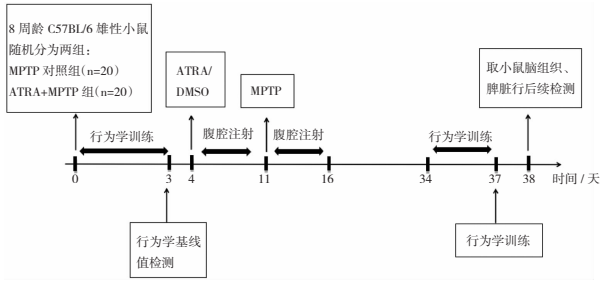 8 周龄 C57BL/6 雄性小鼠
随机分为两组：
MPTP 对照组（n=20）
ATRA+MPTP 组（n=20）
ATRA/
DMSO
MPTP
取小鼠脑组织、
脾脏行后续检测
行为学训练
腹腔注射
腹腔注射
行为学训练
0
3
4
11
16
34
37
38
时间 / 天
行为学基线
值检测
行为学训练